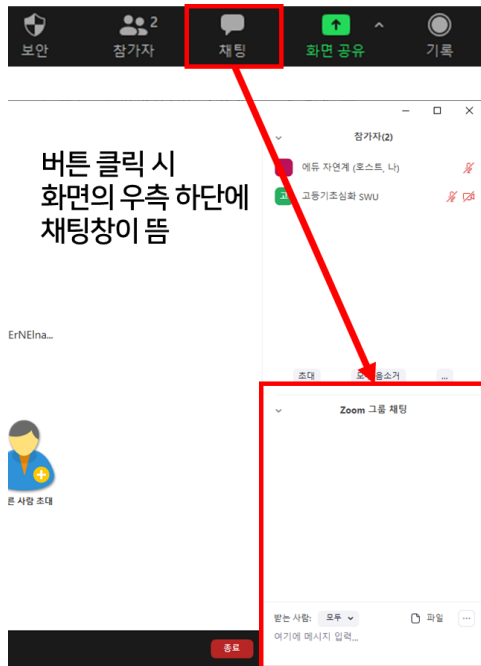 2
보안
참가자
채팅
화면 공유
기록
참가자(2)
버튼 클릭 시
화면의 우측 하단에
채팅창이 뜸
에듀 자연계 (호스트, 나)
고
고등기초심화 SWU
ErNElna...
초대
...
른 사람 초대
Zoom 그룹 채팅
받는 사람:
모두
파일
...
여기에 메시지 입력...
종료